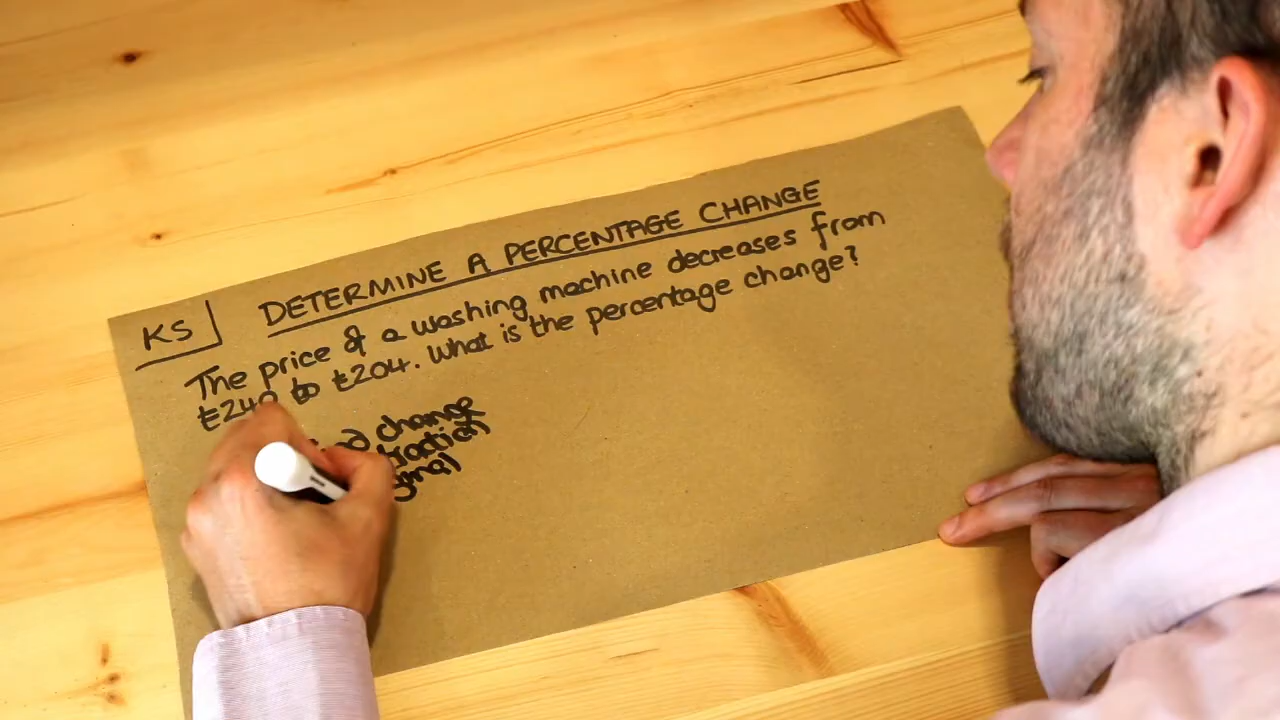 KS
DETERMINE A PERCENTAGE CHANGE
The price of a washing machine decreases from
£240 to £204. What is the percentage change?
change